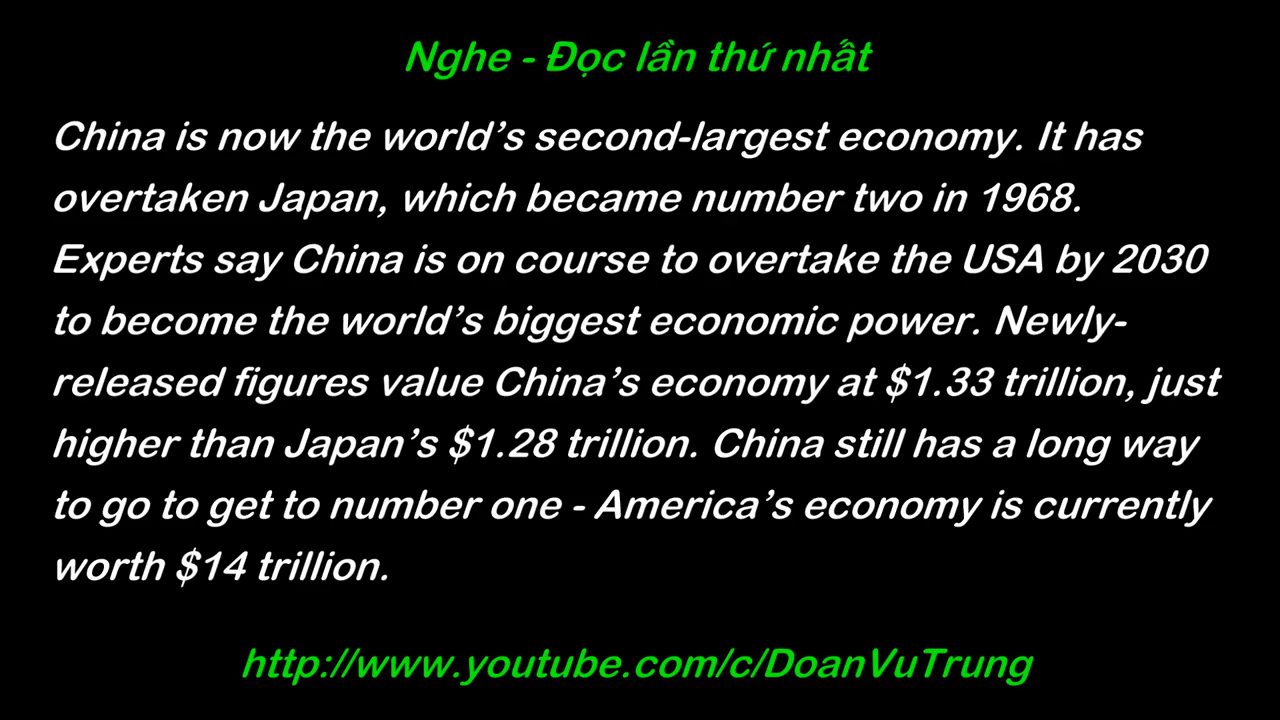 Nghe - Đọc lần thứ nhất
China is now the world’s second-largest economy. It has
overtaken Japan, which became number two in 1968.
Experts say China is on course to overtake the USA by 2030
to become the world’s biggest economic power. Newly-
released figures value China’s economy at $1.33 trillion, just
higher than Japan’s $1.28 trillion. China still has a long way
to go to get to number one - America’s economy is currently
worth $14 trillion.
http://www.youtube.com/c/DoanVuTrung